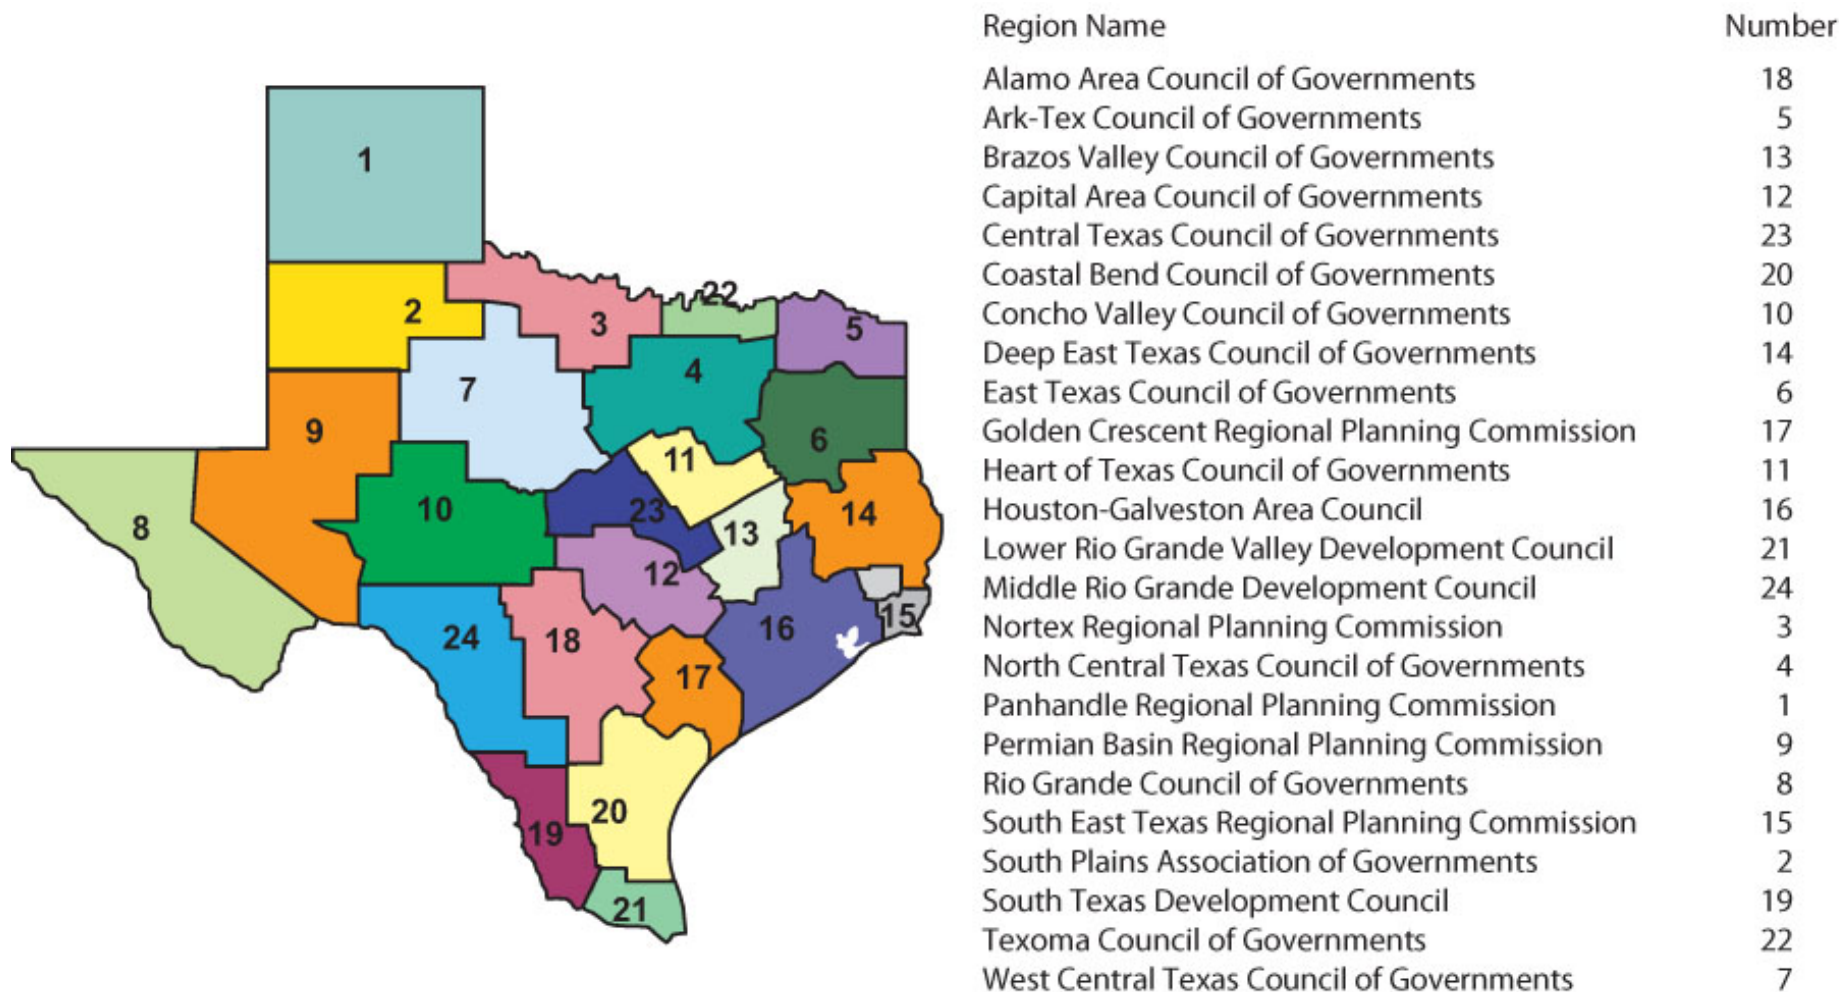 Region Name Number
Alamo Area Council of Governments 18
Ark-Tex Council of Governments 5
Brazos Valley Council of Governments 13
Capital Area Council of Governments 12
Central Texas Council of Governments 23
Coastal Bend Council of Governments 20
Concho Valley Council of Governments 10
Deep East Texas Council of Governments 14
East Texas Council of Governments 6
Golden Crescent Regional Planning Commission 17
Heart of Texas Council of Governments 11
Houston-Galveston Area Council 16
Lower Rio Grande Valley Development Council 21
Middle Rio Grande Development Council 24
Nortex Regional Planning Commission 3
North Central Texas Council of Governments 4
Panhandle Regional Planning Commission 1
Permian Basin Regional Planning Commission 9
Rio Grande Council of Governments 8
South East Texas Regional Planning Commission 15
South Plains Association of Governments 2
South Texas Development Council 19
Texoma Council of Governments 22
West Central Texas Council of Governments 7
1
22
2
3
5
4
7
9
6
11
10
23
14
8
13
12
15
16
24
18
17
20
19
21